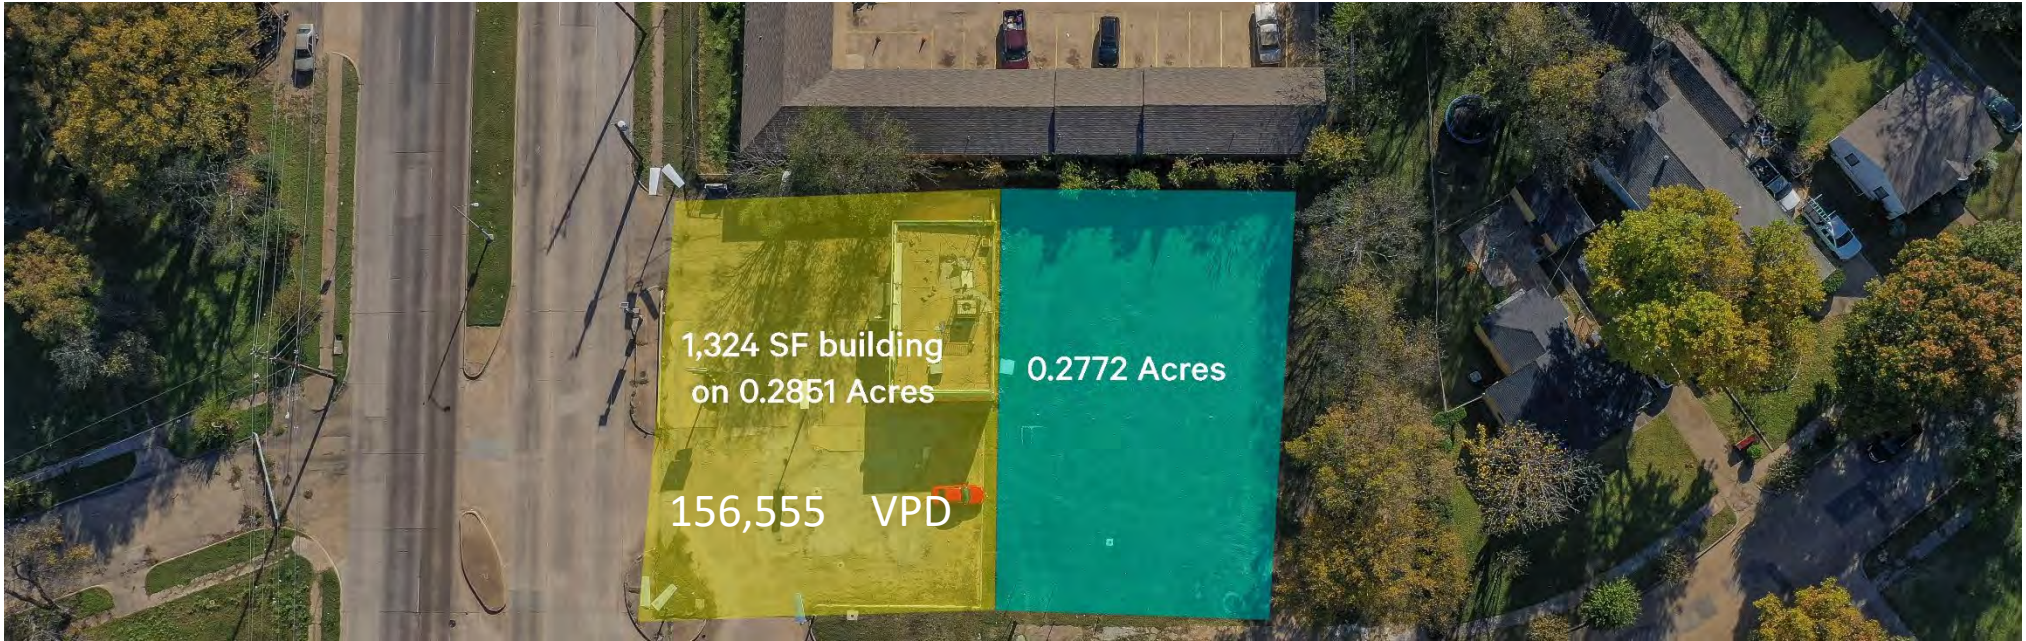 1,324 SF building
on 0.2851 Acres
0.2772 Acres
156,555 VPD